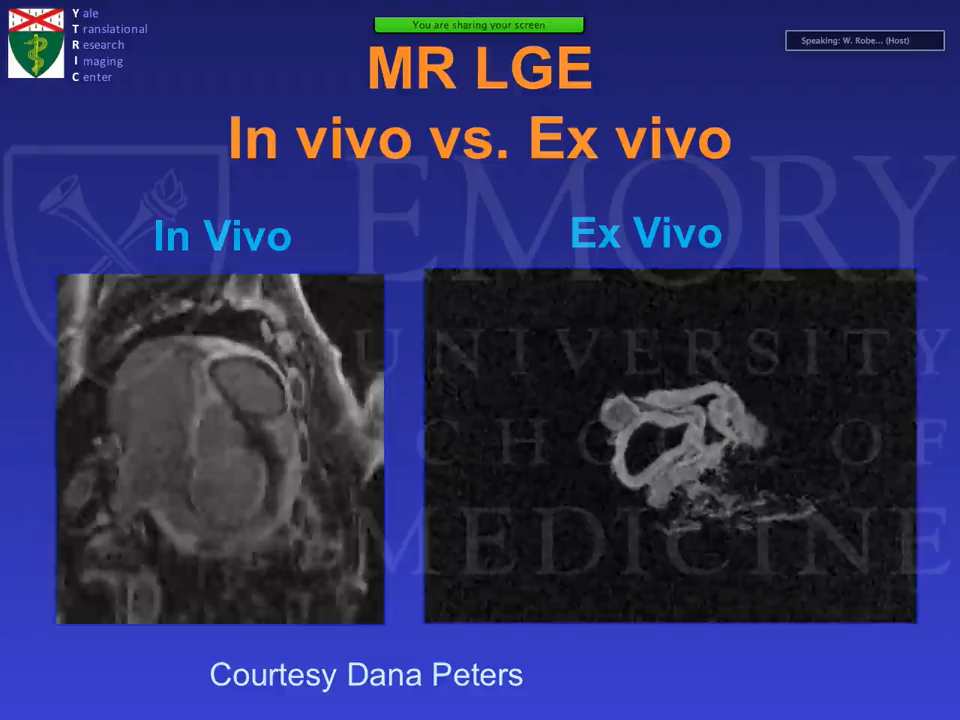 Y ale
T ranslational
R esearch
I maging
C enter
You are sharing your screen
Speaking: W. Robe... (Host)
MR LGE
In vivo vs. Ex vivo
EMORY
In Vivo
Ex Vivo
UNIVERSITY
SCHOOL OF
MEDICINE
Courtesy Dana Peters